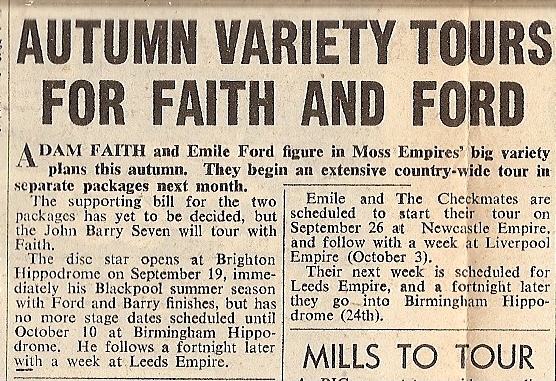 AUTUMN VARIETY TOURS
FOR FAITH AND FORD
ADAM FAITH and Emile Ford figure in Moss Empires' big variety
plans this autumn. They begin an extensive country-wide tour in
separate packages next month.
The supporting bill for the two
packages has yet to be decided, but
the John Barry Seven will tour with
Faith.
The disc star opens at Brighton
Hippodrome on September 19, imme-
diately his Blackpool summer season
with Ford and Barry finishes, but has
no more stage dates scheduled until
October 10 at Birmingham Hippo-
drome. He follows a fortnight later
with a week at Leeds Empire.
Emile and The Checkmates are
scheduled to start their tour on
September 26 at Newcastle Empire,
and follow with a week at Liverpool
Empire (October 3).
Their next week is scheduled for
Leeds Empire, and a fortnight later
they go into Birmingham Hippo-
drome (24th).
MILLS TO TOUR